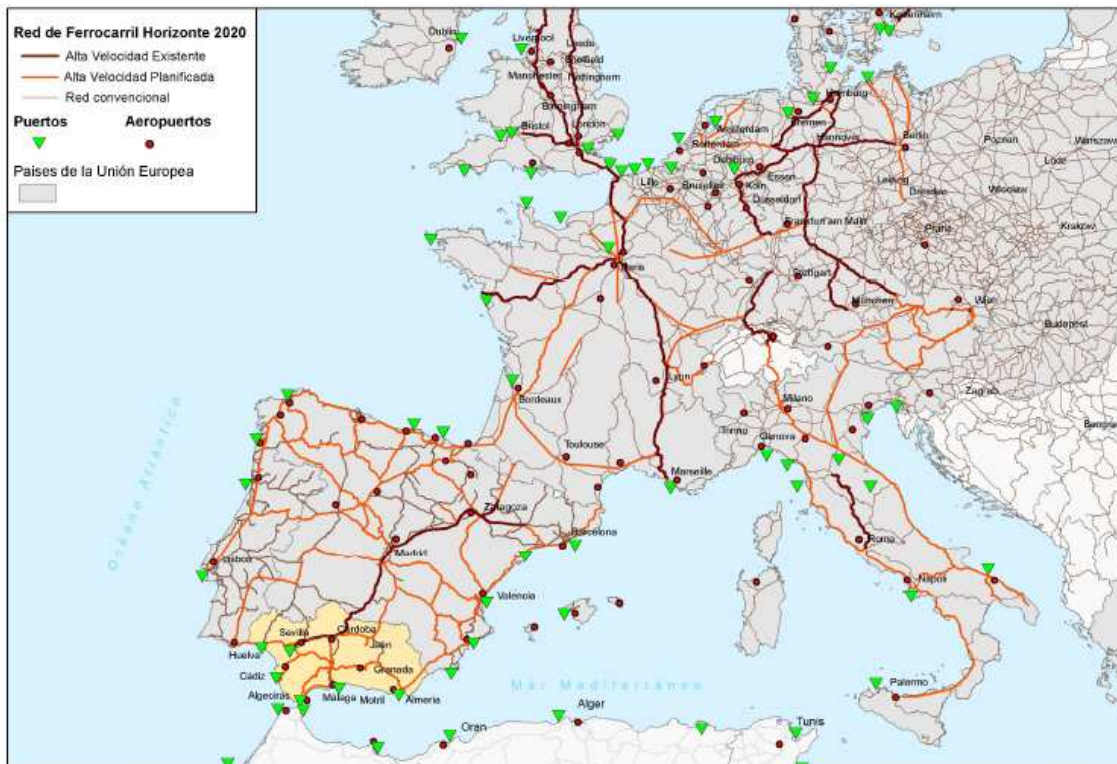 Red de Ferrocarril Horizonte 2020
Alta Velocidad Existente
Alta Velocidad Planificada
Red convencional
Puertos
Aeropuertos
Países de la Unión Europea
Dublin
Liverpool
Leeds
Sheffield
Manchester
Nottingham
Birmingham
Bristol
London
Kobenhavn
Hamburg
Bremen
Amsterdam
Hannover
Berlin
Poznan
Warszawa
Rotterdam
Duisburg
Essen
Lodz
Lille
Bruxelles
Köln
Düsseldorf
Leipzig
Dresden
Wroclaw
Frankfurt am Main
Praha
Krakow
Paris
Stuttgart
München
Wien
Budapest
Lyon
Bordeaux
Milano
Zagreb
Torino
Genova
Toulouse
Marseille
Océano Atlántico
Zaragoza
Barcelona
Madrid
Roma
Lisboa
Napoli
Valencia
Sevilla
Córdoba
Jaén
Huelva
Granada
Cádiz
Mar Mediterráneo
Palermo
Algeciras
Málaga
Motril
Almeria
Alger
Oran
Tunis